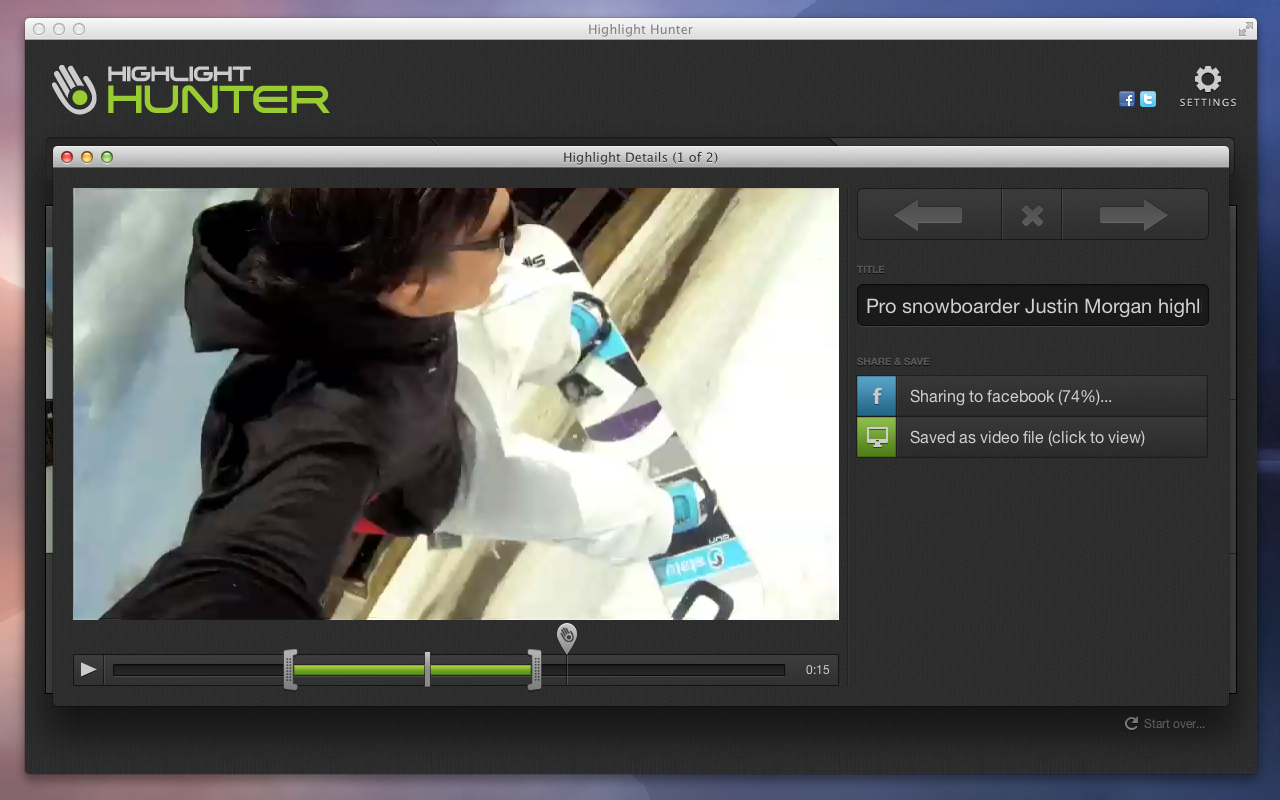 Highlight Hunter
HIGHLIGHT
HUNTER
SETTINGS
Highlight Details (1 of 2)
TITLE
Pro snowboarder Justin Morgan highl
SHARE & SAVE
Sharing to facebook (74%)...
Saved as video file (click to view)
0:15
Start over...